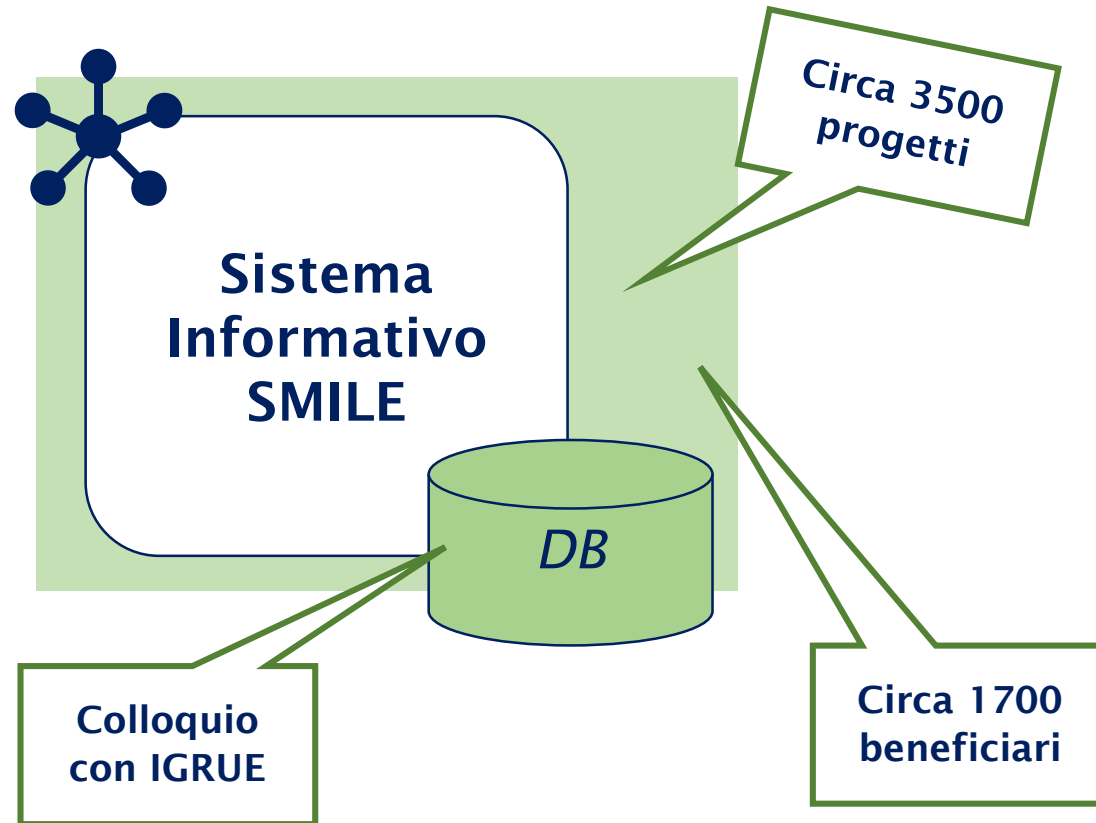 Circa 3500
progetti
Sistema
Informativo
SMILE
DB
Colloquio
con IGRUE
Circa 1700
beneficiari